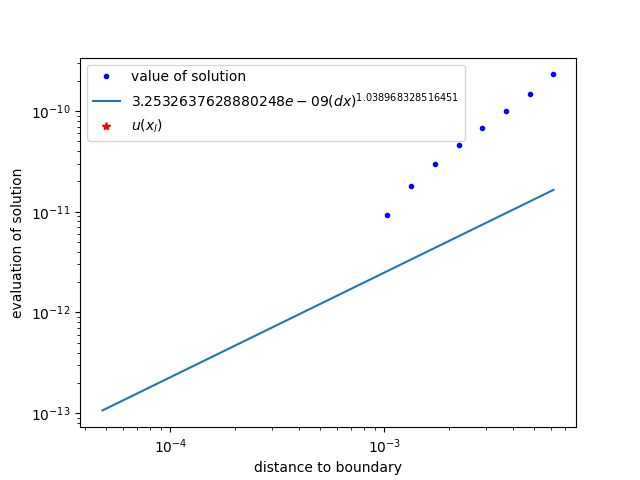 value of solution
3.2532637628880248e − 09(dx)^1.038968328516451
u(x_l)
10^-10
10^-11
10^-12
10^-13
evaluation of solution
10^-4
10^-3
distance to boundary